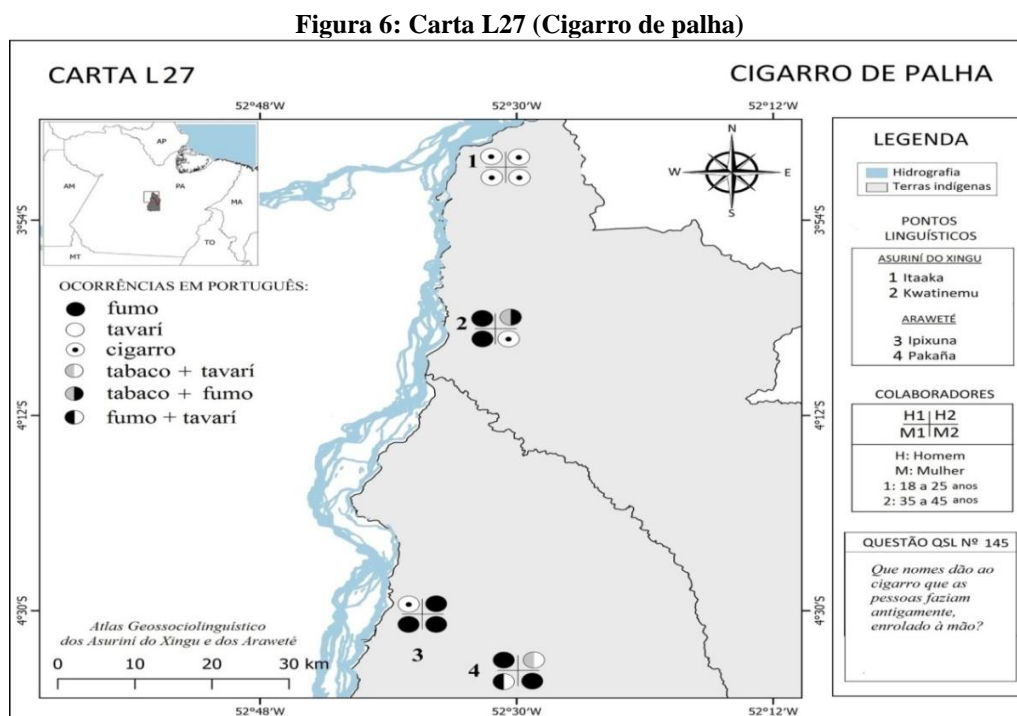 Figura 6: Carta L27 (Cigarro de palha)
CARTA L27
CIGARRO DE PALHA
52°48'W 52°30'W 52°12'W
AP
AM
PA
MA
TO
MT
N
W E
S
3°54'S
4°12'S
4°30'S
3°54'S
4°12'S
4°30'S
OCORRÊNCIAS EM PORTUGUÊS:
fumo
tavarí
cigarro
tabaco + tavarí
tabaco + fumo
fumo + tavarí
1
2
3
4
Atlas Geossociolinguístico
dos Asuriní do Xingu e dos Araweté
0 10 20 30 km
52°48'W 52°30'W 52°12'W
LEGENDA
Hidrografia
Terras indígenas
PONTOS
LINGUÍSTICOS
ASURINÍ DO XINGU
1 Itaaka
2 Kwatinemu
ARAWETÉ
3 Ipixuna
4 Pakaña
COLABORADORES
H1 H2
M1 M2
H: Homem
M: Mulher
1: 18 a 25 anos
2: 35 a 45 anos
QUESTÃO QSL Nº 145
Que nomes dão ao
cigarro que as
pessoas faziam
antigamente,
enrolado à mão?